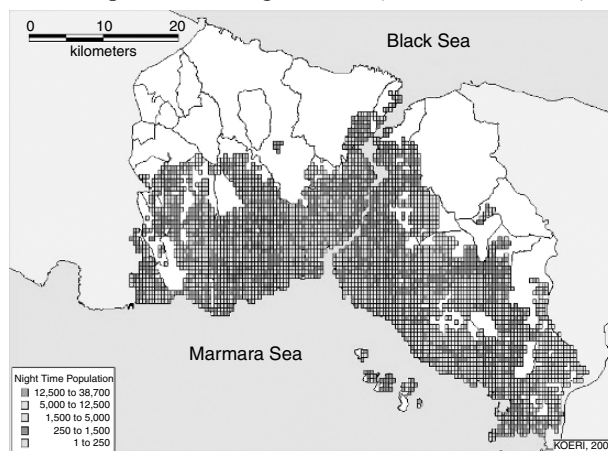 0 10 20
kilometers
Black Sea
Marmara Sea
Night Time Population
12,500 to 38,700
5,000 to 12,500
1,500 to 5,000
250 to 1,500
1 to 250
KOERI, 200